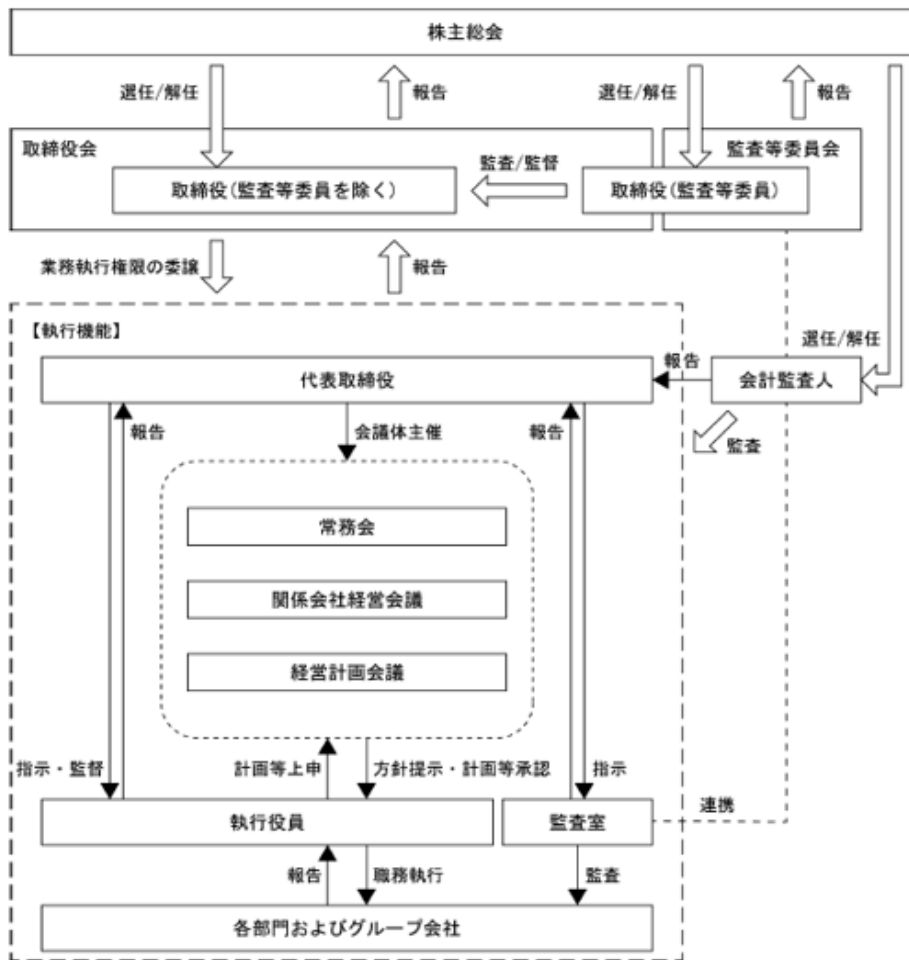 株主総会
選任/解任
報告
選任/解任
報告
取締役会
監査等委員会
監査/監督
取締役(監査等委員を除く)
取締役(監査等委員)
業務執行権限の委譲
報告
【執行機能】
選任/解任
報告
代表取締役
会計監査人
報告
会議体主催
報告
監査
常務会
関係会社経営会議
経営計画会議
指示・監督
計画等上申
方針提示・計画等承認
指示
連携
執行役員
監査室
報告
職務執行
監査
各部門およびグループ会社